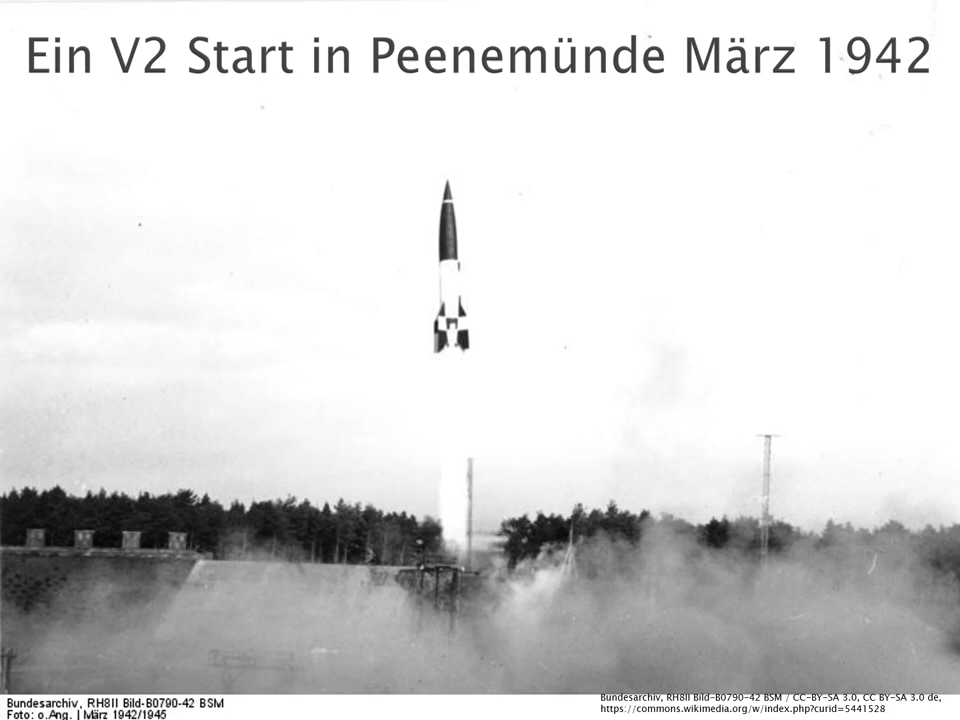 Ein V2 Start in Peenemünde März 1942
Bundesarchiv, RH8II Bild-B0790-42 BSM
Foto: o.Ang. | März 1942/1945
Bundesarchiv, RH8II Bild-B0790-42 BSM / CC-BY-SA 3.0, CC BY-SA 3.0 de,
https://commons.wikimedia.org/w/index.php?curid=5441528